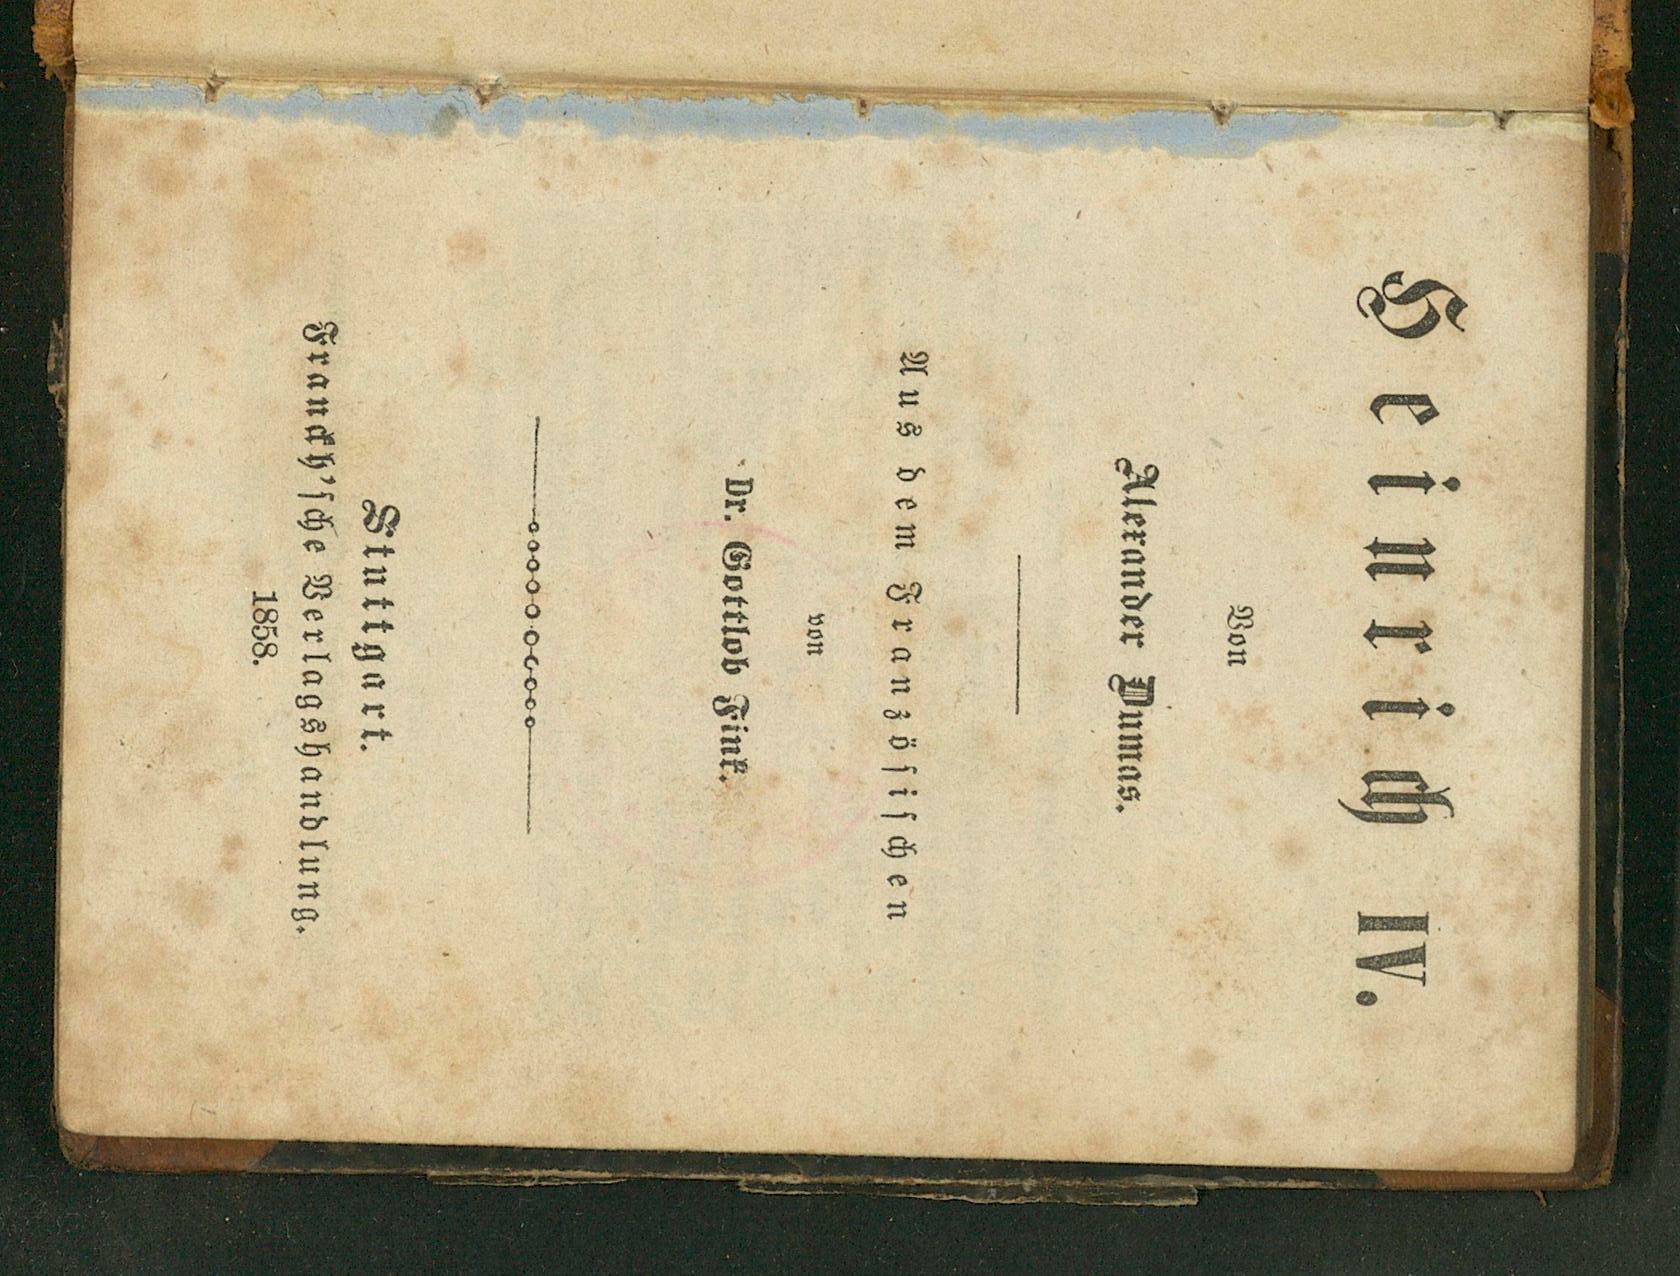 Heinrich IV.
Von
Alexander Dumas.
Aus dem Französischen
von
Dr. Gottlob Fink.
Stuttgart.
Franckh'sche Verlagshandlung.
1858.